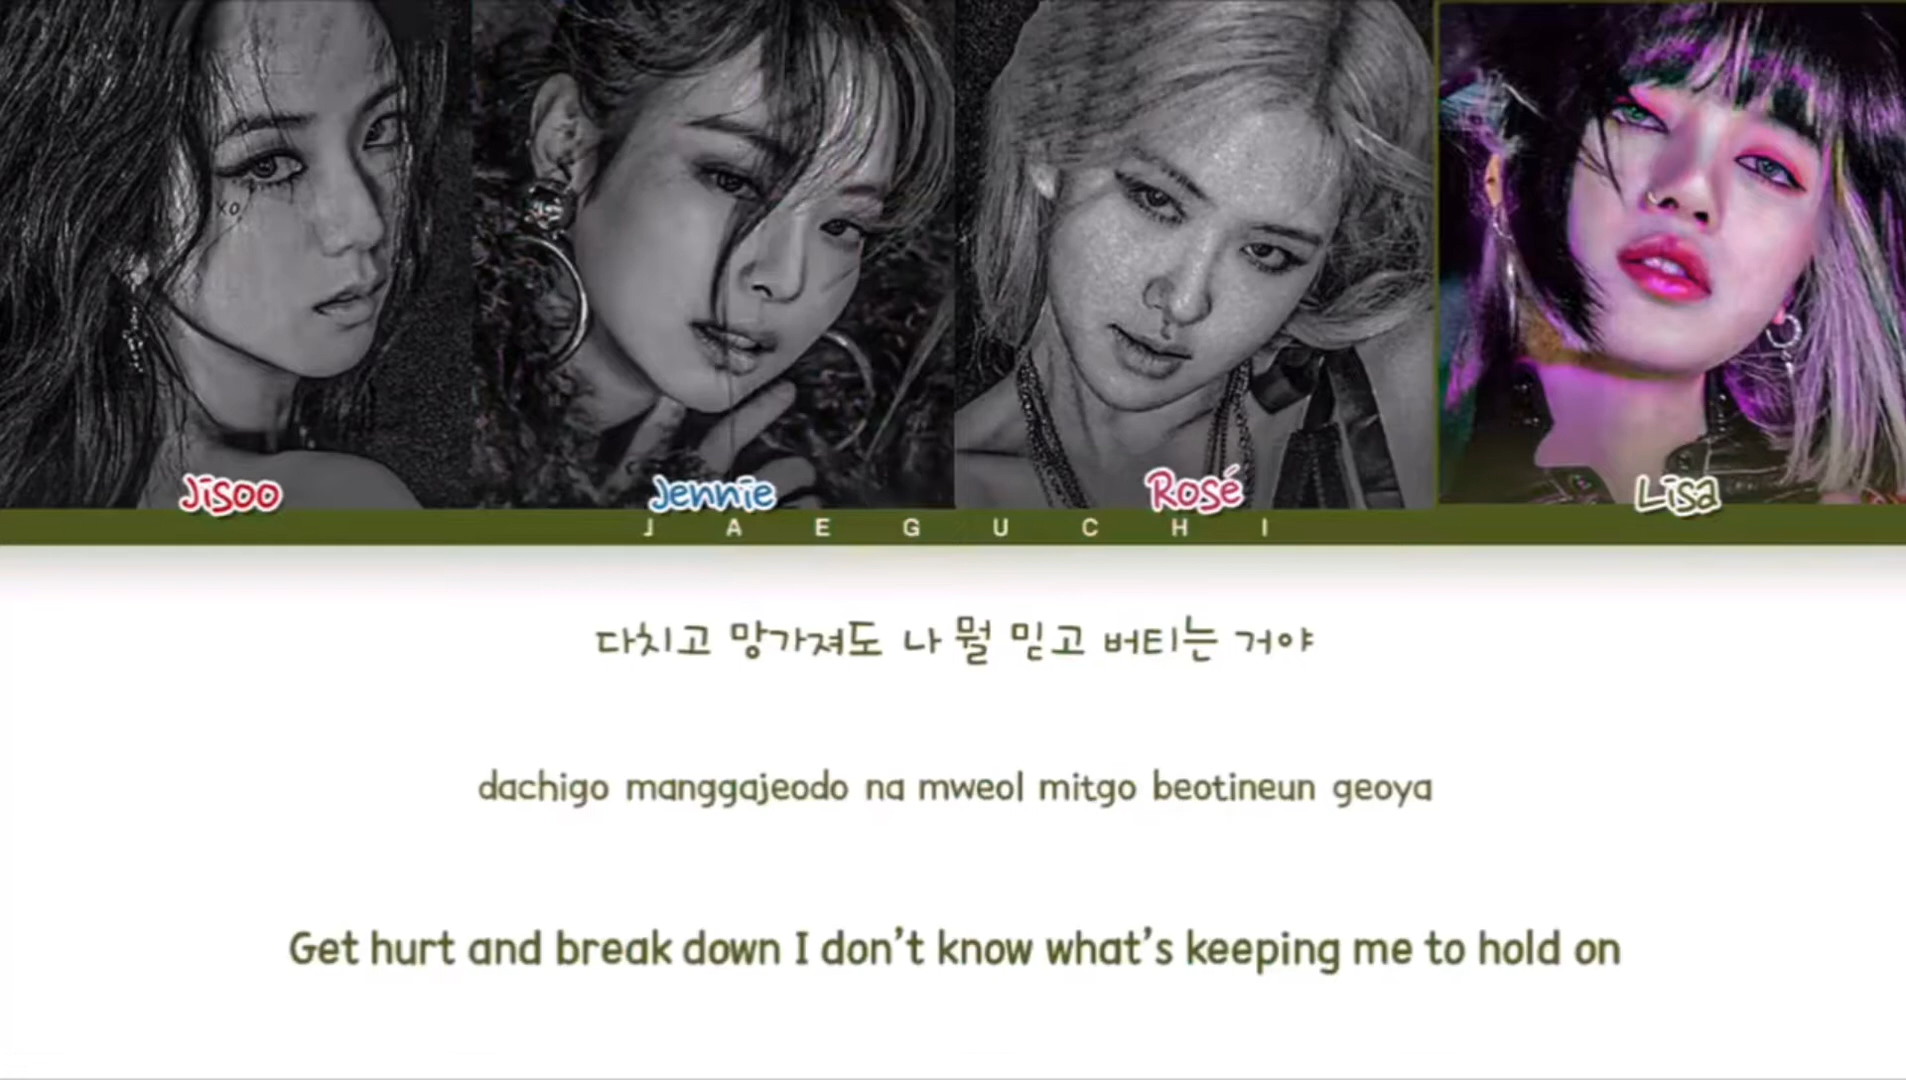 Jisoo Jennie Rosé Lisa
JAEGUCHI
다치고 망가져도 나 뭘 믿고 버티는 거야
dachigo manggajeodo na mweol mitgo beotineun geoya
Get hurt and break down I don't know what's keeping me to hold on